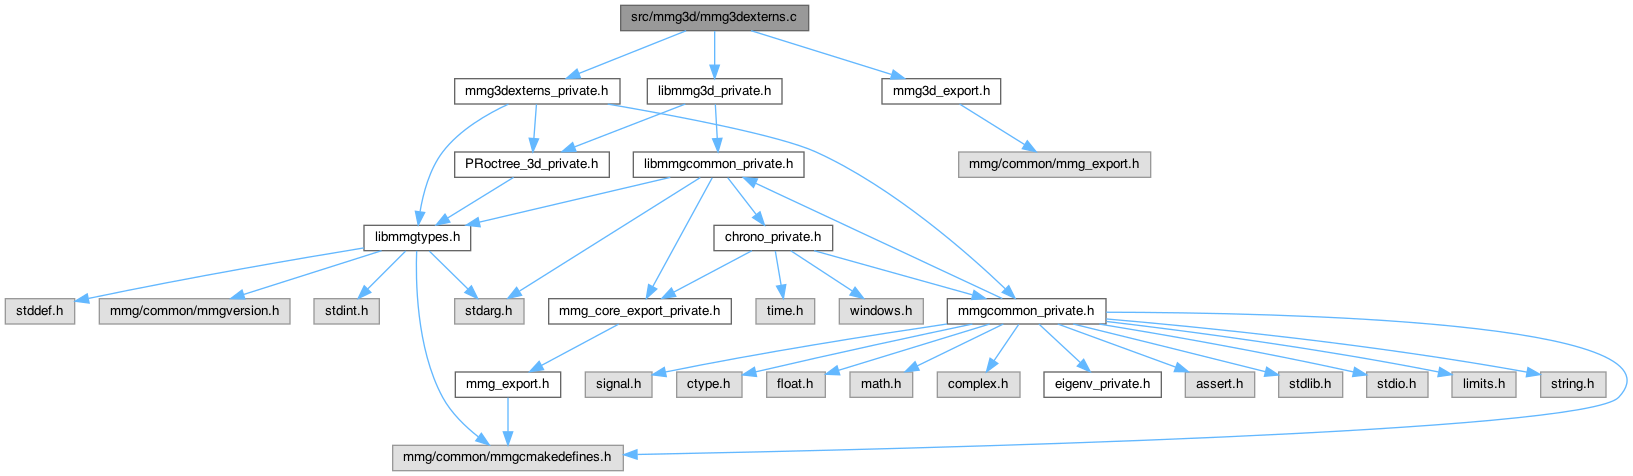 src/mmg3d/mmg3dexterns.c
mmg3dexterns_private.h
libmmg3d_private.h
mmg3d_export.h
PRoctree_3d_private.h
libmmgcommon_private.h
mmg/common/mmg_export.h
libmmgtypes.h
chrono_private.h
stddef.h
mmg/common/mmgversion.h
stdint.h
stdarg.h
mmg_core_export_private.h
time.h
windows.h
mmgcommon_private.h
mmg_export.h
signal.h
ctype.h
float.h
math.h
complex.h
eigenv_private.h
assert.h
stdlib.h
stdio.h
limits.h
string.h
mmg/common/mmgcmakedefines.h